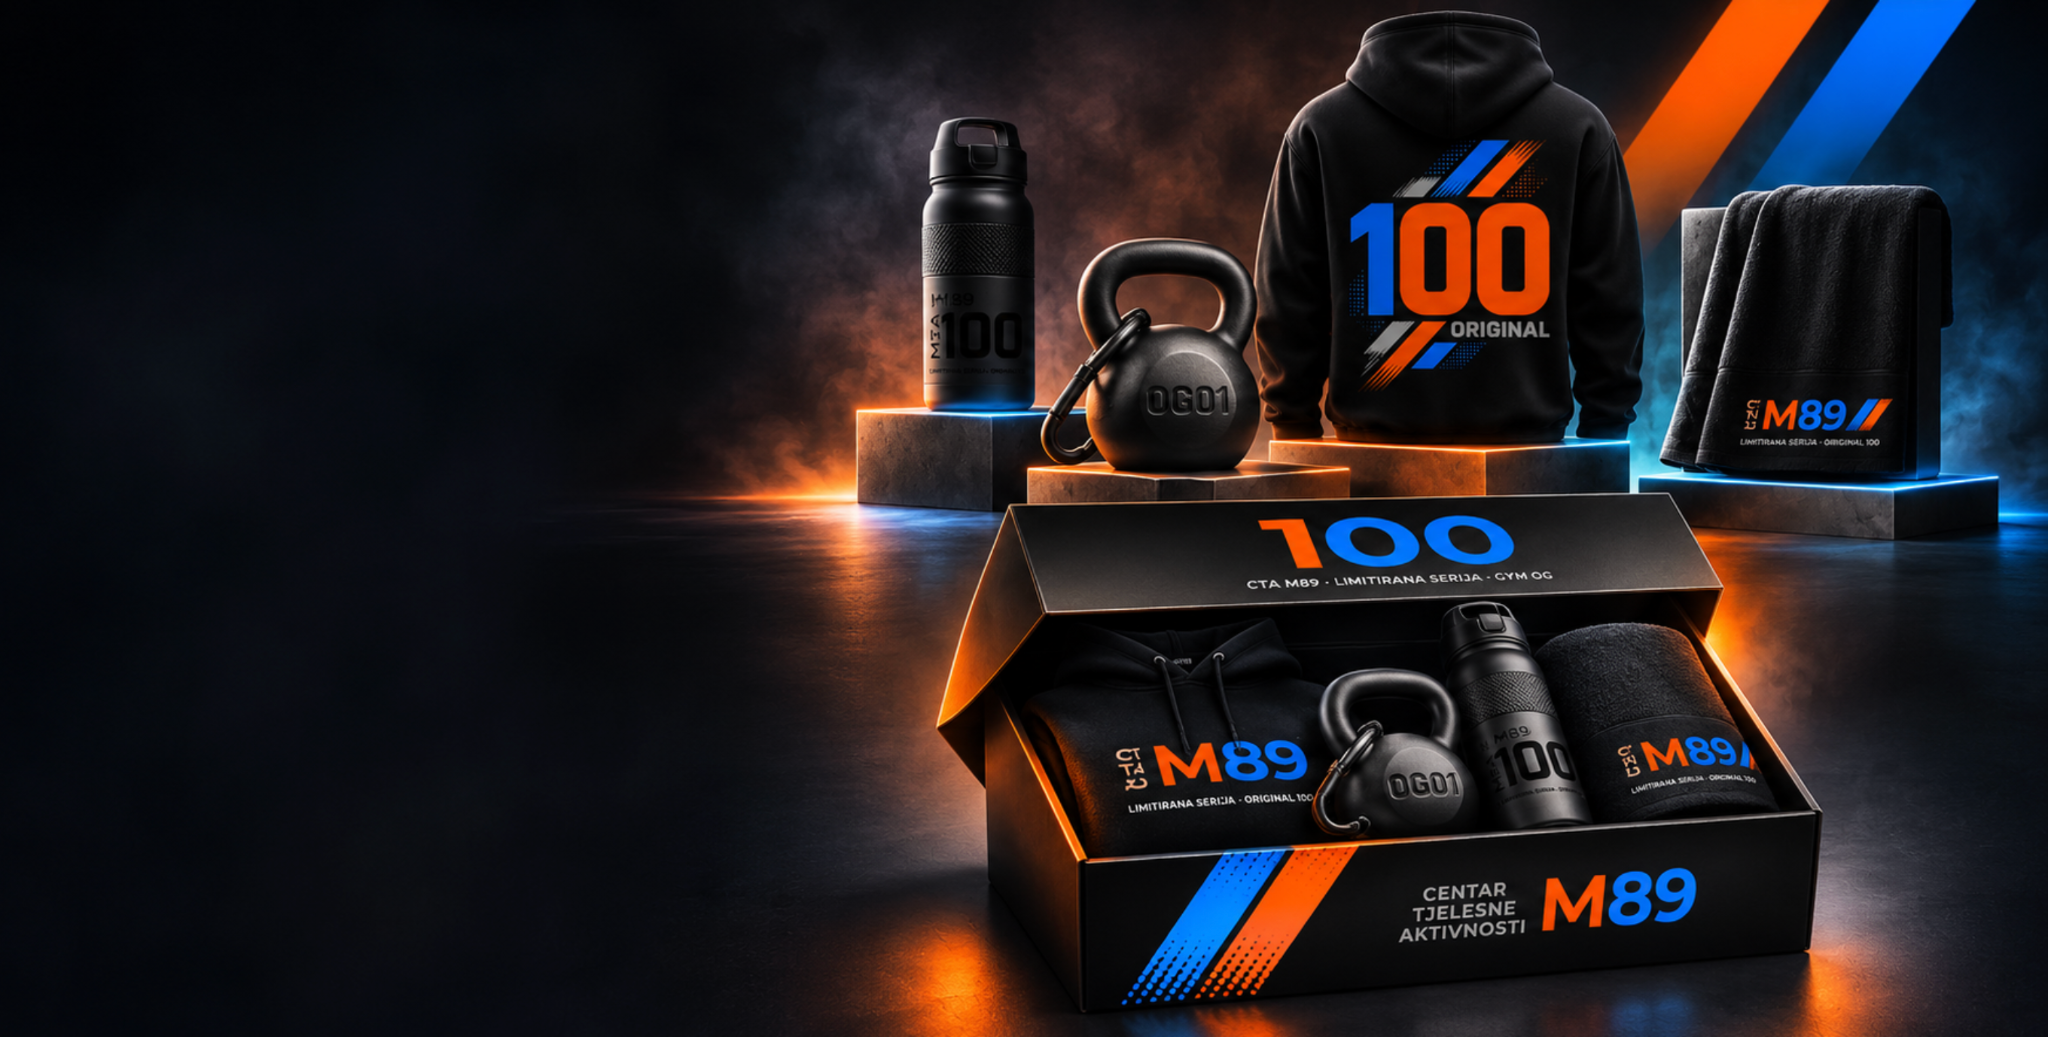 M89
100
OG01
100
ORIGINAL
M89
LIMITIRANA SERIJA - ORIGINAL 100
100
CTA M89 - LIMITIRANA SERIJA - GYM OG
M89
LIMITIRANA SERIJA - ORIGINAL 100
OG01
M89
100
M89
LIMITIRANA SERIJA - ORIGINAL 100
CENTAR
TJELESNE
AKTIVNOSTI
M89